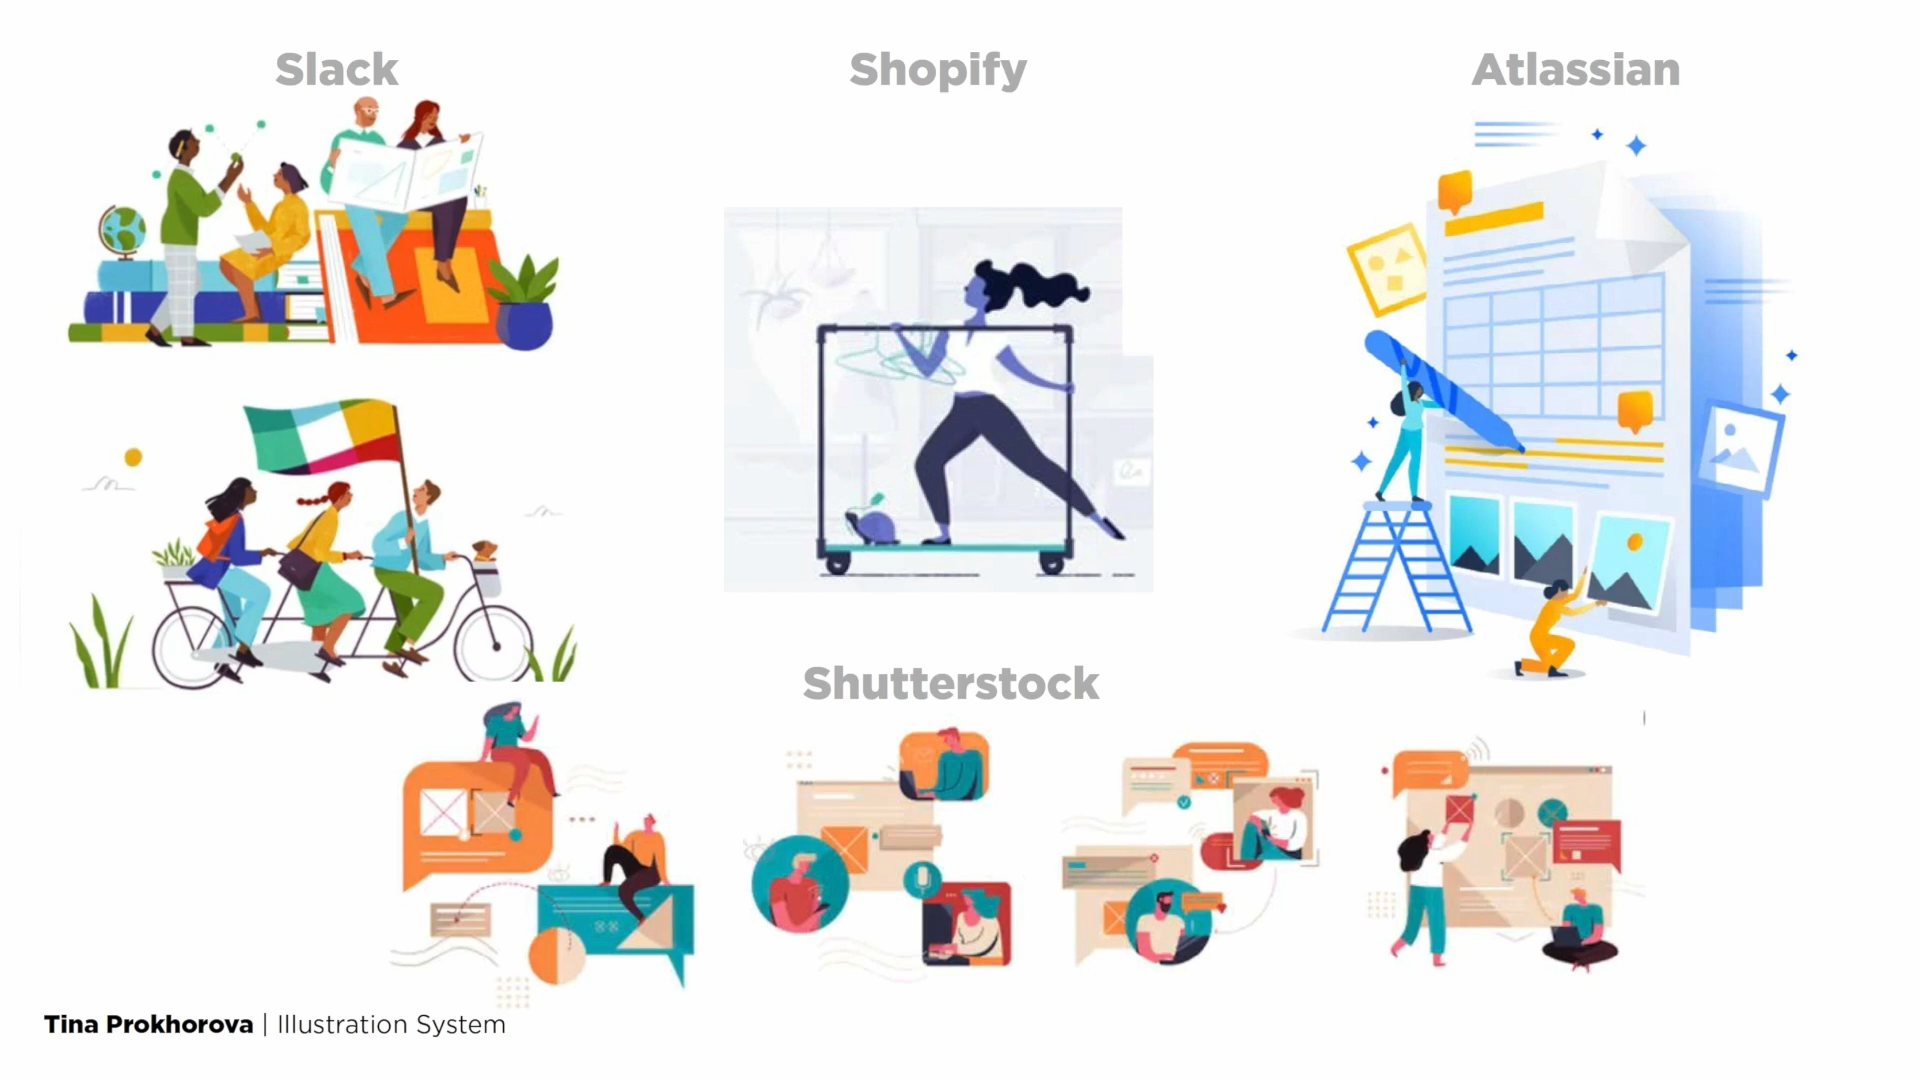 Slack
Shopify
Atlassian
Shutterstock
Tina Prokhorova | Illustration System